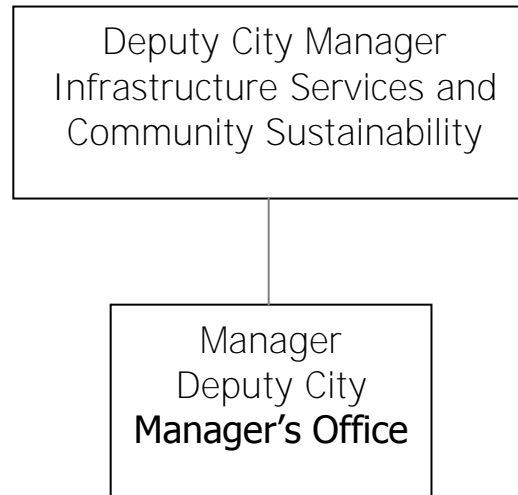 Deputy City Manager
Infrastructure Services and
Community Sustainability
Manager
Deputy City
Manager’s Office